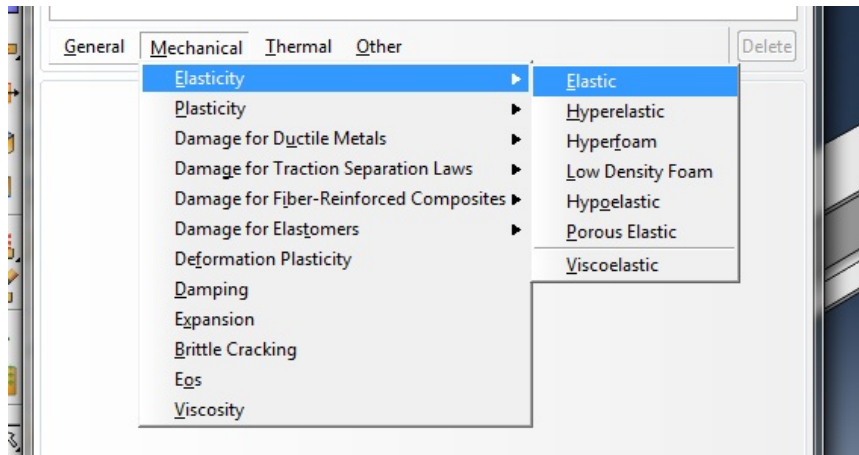 General Mechanical Thermal Other Delete
Elasticity
Plasticity
Damage for Ductile Metals
Damage for Traction Separation Laws
Damage for Fiber-Reinforced Composites
Damage for Elastomers
Deformation Plasticity
Damping
Expansion
Brittle Cracking
Eos
Viscosity
Elastic
Hyperelastic
Hyperfoam
Low Density Foam
Hypoelastic
Porous Elastic
Viscoelastic